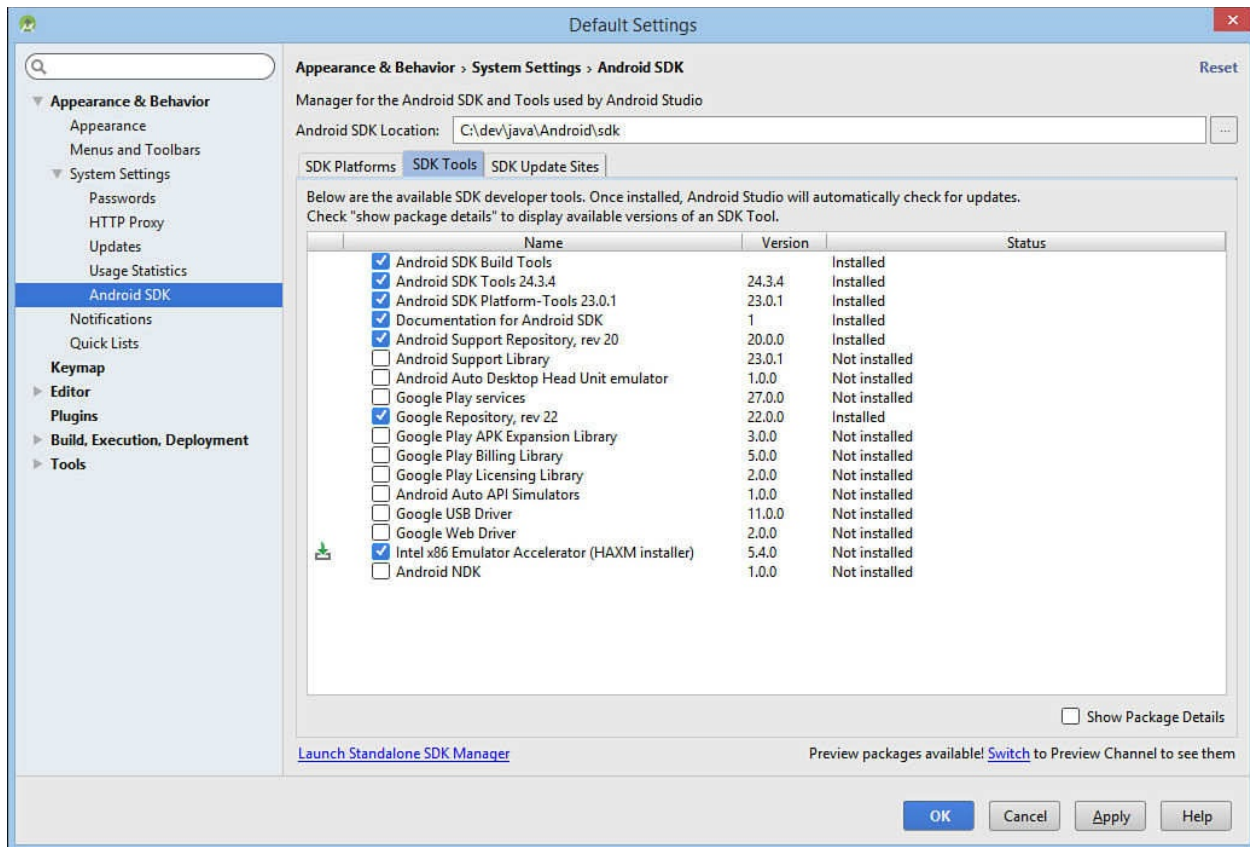 Default Settings
Appearance & Behavior › System Settings › Android SDK
Reset
Appearance & Behavior
Appearance
Menus and Toolbars
System Settings
Passwords
HTTP Proxy
Updates
Usage Statistics
Android SDK
Notifications
Quick Lists
Keymap
Editor
Plugins
Build, Execution, Deployment
Tools
Manager for the Android SDK and Tools used by Android Studio
Android SDK Location: C:\dev\java\Android\sdk ...
SDK Platforms SDK Tools SDK Update Sites
Below are the available SDK developer tools. Once installed, Android Studio will automatically check for updates.
Check "show package details" to display available versions of an SDK Tool.
Name Version Status
Android SDK Build Tools Installed
Android SDK Tools 24.3.4 24.3.4 Installed
Android SDK Platform-Tools 23.0.1 23.0.1 Installed
Documentation for Android SDK 1 Installed
Android Support Repository, rev 20 20.0.0 Installed
Android Support Library 23.0.1 Not installed
Android Auto Desktop Head Unit emulator 1.0.0 Not installed
Google Play services 27.0.0 Not installed
Google Repository, rev 22 22.0.0 Installed
Google Play APK Expansion Library 3.0.0 Not installed
Google Play Billing Library 5.0.0 Not installed
Google Play Licensing Library 2.0.0 Not installed
Android Auto API Simulators 1.0.0 Not installed
Google USB Driver 11.0.0 Not installed
Google Web Driver 2.0.0 Not installed
Intel x86 Emulator Accelerator (HAXM installer) 5.4.0 Not installed
Android NDK 1.0.0 Not installed
Show Package Details
Launch Standalone SDK Manager
Preview packages available! Switch to Preview Channel to see them
OK Cancel Apply Help